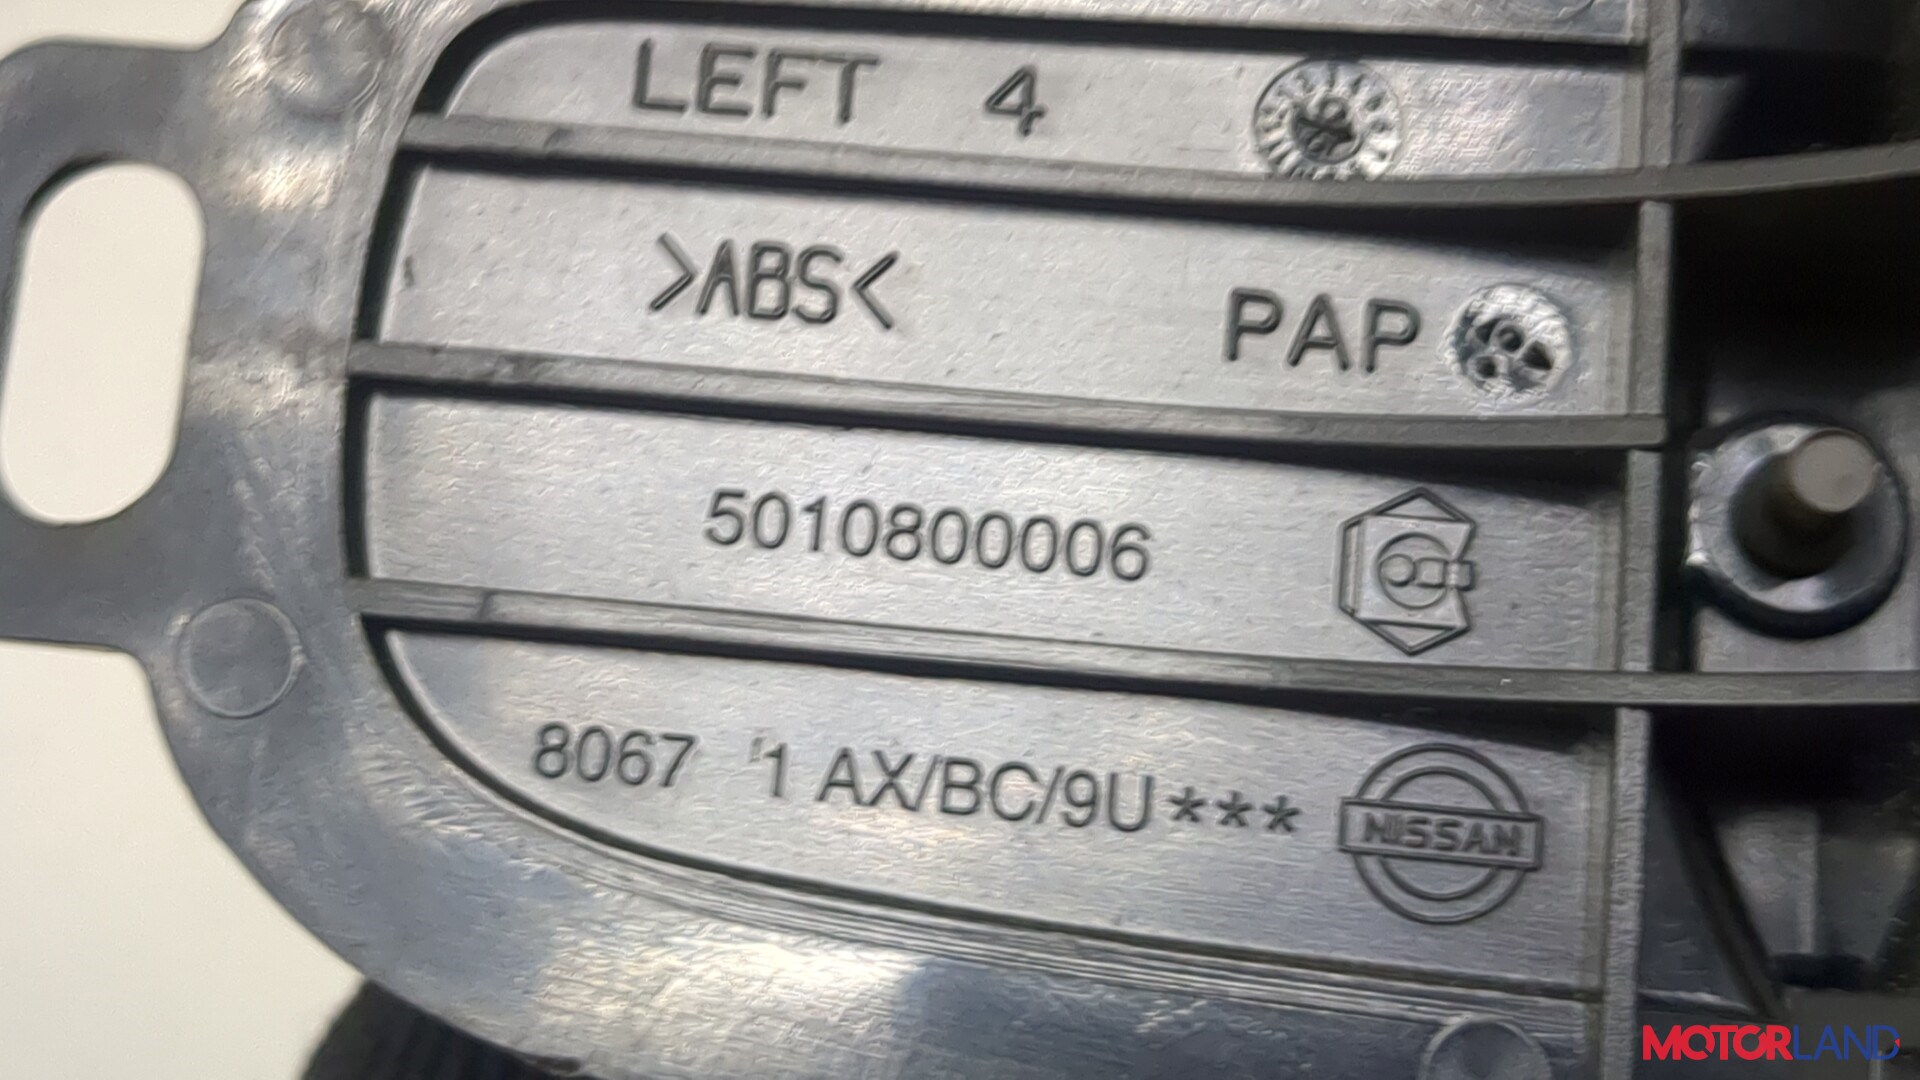 LEFT 4
>ABS< PAP
5010800006
8067 1 AX/BC/9U***
NISSAN
MOTORLAND